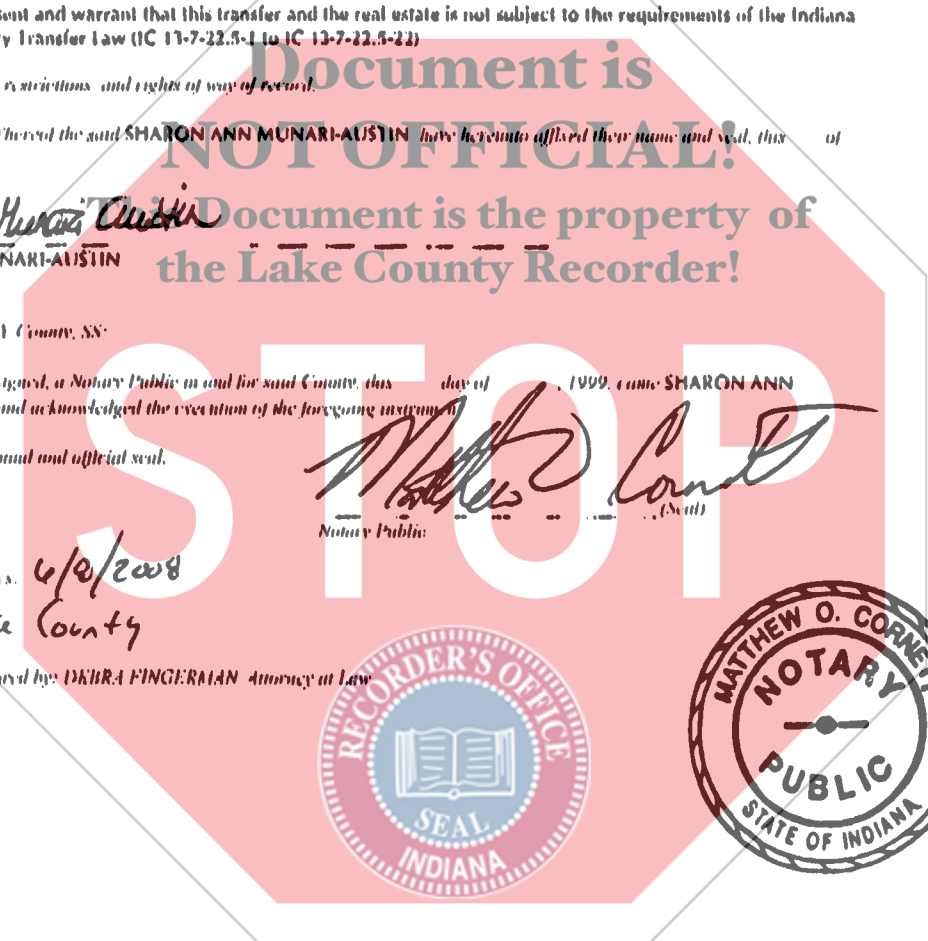 sent and warrant that this transfer and the real estate is not subject to the requirements of the Indiana
y Transfer Law (IC 13-7-22.5-1 to IC 13-7-22.5-22)
Document is
restrictions and rights of way of record.
Whereof the said SHARON ANN MUNARI-AUSTIN have hereunto affixed their name and seal, this of
NOT OFFICIAL!
This Document is the property of
Munari Austin
NARI-AUSTIN
the Lake County Recorder!
County, SS:
STOP
igned, a Notary Public in and for said County, this day of , 1999, came SHARON ANN
and acknowledged the execution of the foregoing instrument
hand and official seal.
Matthew O Cornett
(Seal)
Notary Public
6/8/2008
County
DEBRA FINGERMAN Attorney at Law
RECORDER'S OFFICE
SEAL
INDIANA
MATTHEW O. CORNET
NOTARY
PUBLIC
STATE OF INDIANA